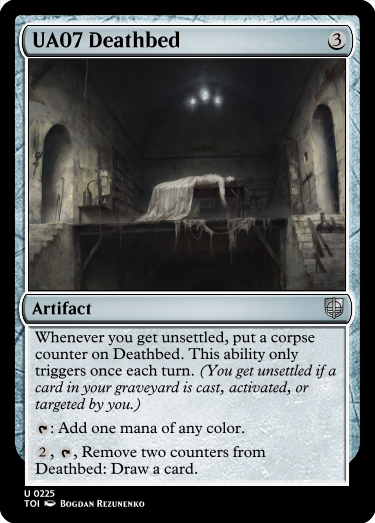 UA07 Deathbed 3
Artifact
Whenever you get unsettled, put a corpse
counter on Deathbed. This ability only
triggers once each turn. (You get unsettled if a
card in your graveyard is cast, activated, or
targeted by you.)
: Add one mana of any color.
2, , Remove two counters from
Deathbed: Draw a card.
U 0225
TOI BOGDAN REZUNENKO